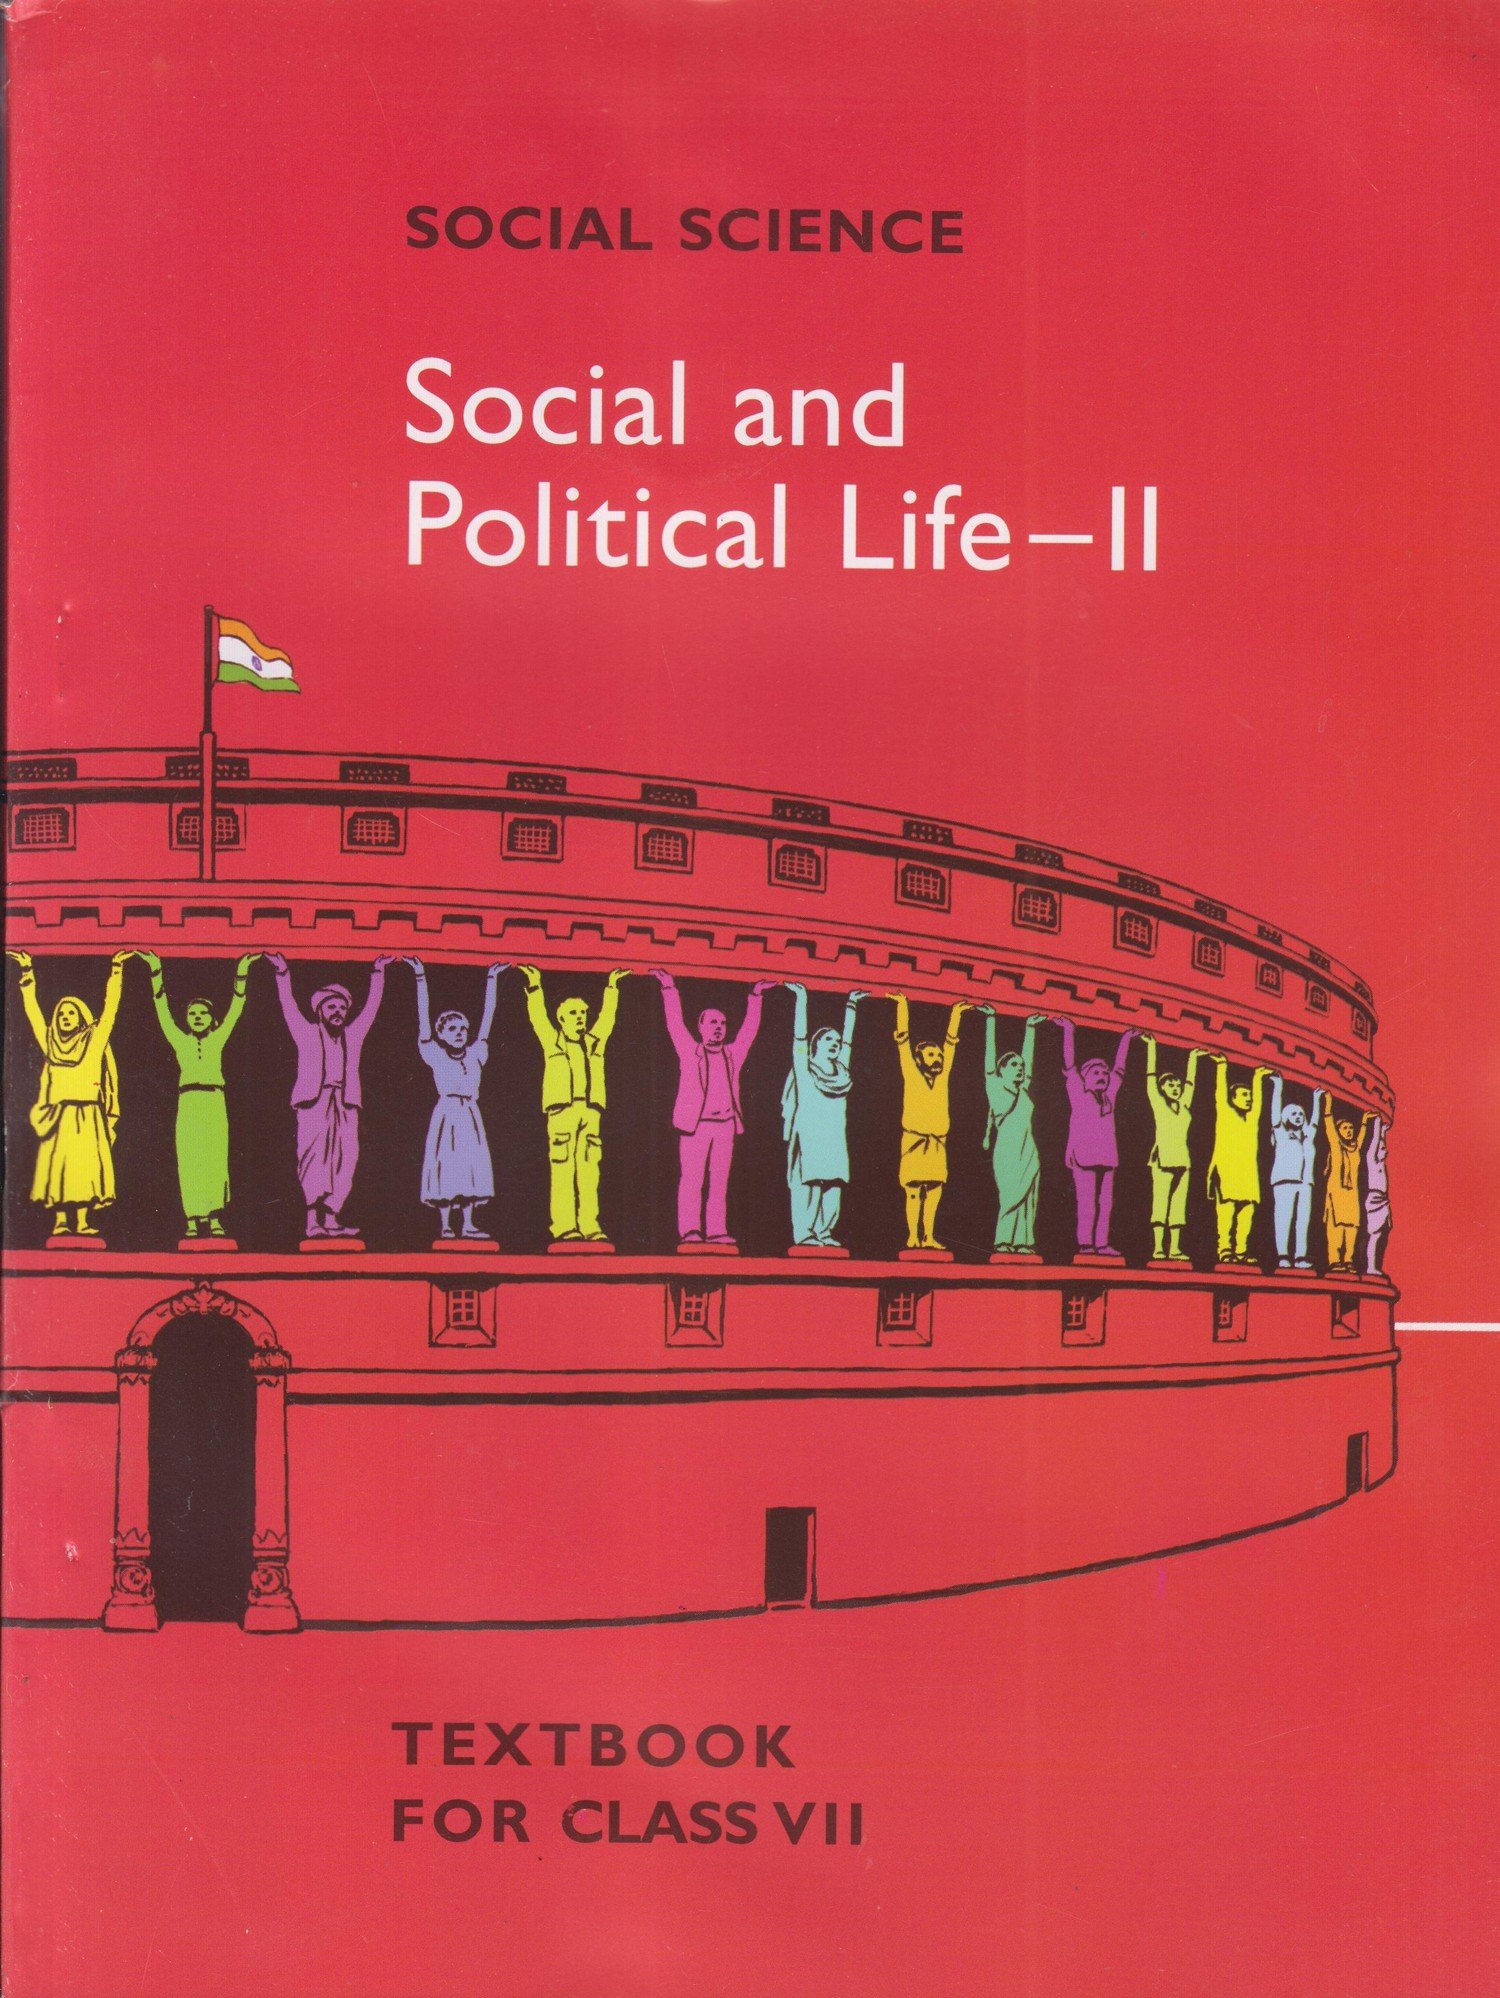 SOCIAL SCIENCE
Social and
Political Life – II
TEXTBOOK
FOR CLASS VII